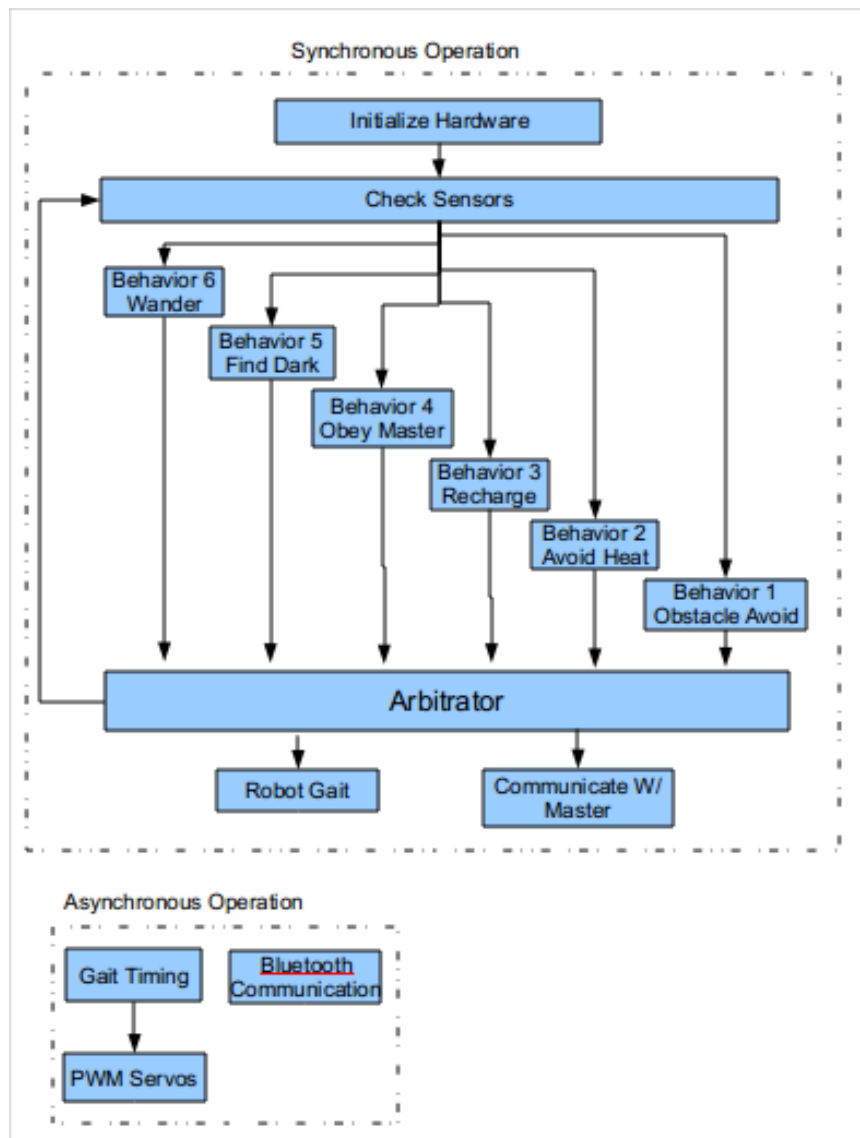 Synchronous Operation
Initialize Hardware
Check Sensors
Behavior 6
Wander
Behavior 5
Find Dark
Behavior 4
Obey Master
Behavior 3
Recharge
Behavior 2
Avoid Heat
Behavior 1
Obstacle Avoid
Arbitrator
Robot Gait
Communicate W/
Master
Asynchronous Operation
Gait Timing
Bluetooth
Communication
PWM Servos